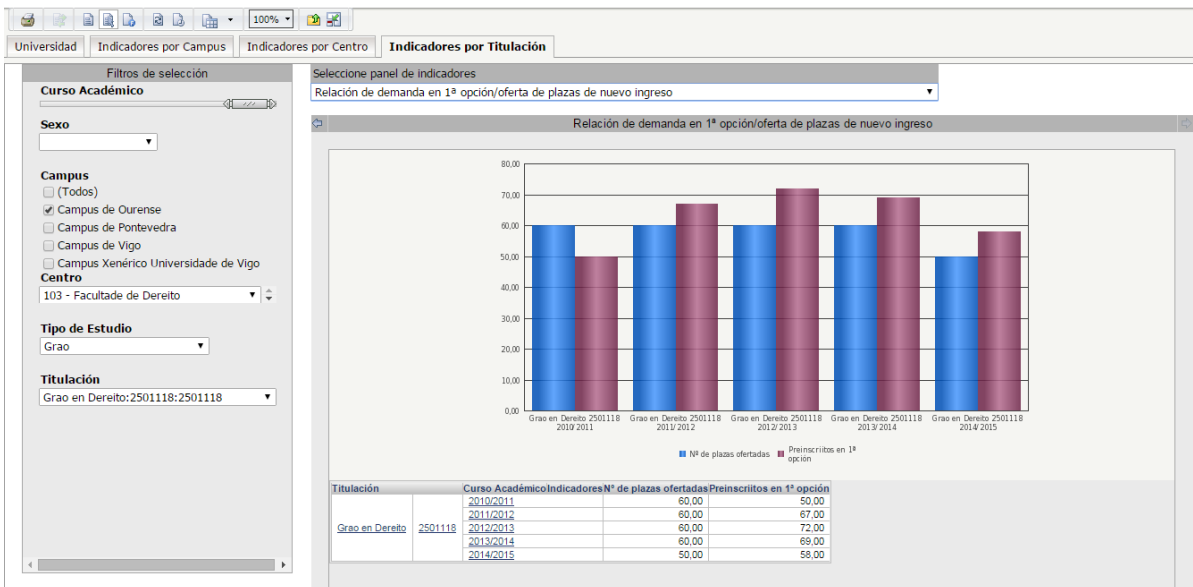 100%
Universidad
Indicadores por Campus
Indicadores por Centro
Indicadores por Titulación
Filtros de selección
Curso Académico
Sexo
Campus
(Todos)
Campus de Ourense
Campus de Pontevedra
Campus de Vigo
Campus Xenérico Universidade de Vigo
Centro
103 - Facultade de Dereito
Tipo de Estudio
Grao
Titulación
Grao en Dereito:2501118:2501118
Seleccione panel de indicadores
Relación de demanda en 1ª opción/oferta de plazas de nuevo ingreso
Relación de demanda en 1ª opción/oferta de plazas de nuevo ingreso
80,00
70,00
60,00
50,00
40,00
30,00
20,00
10,00
0,00
Grao en Dereito 2501118
2010/2011
Grao en Dereito 2501118
2011/2012
Grao en Dereito 2501118
2012/2013
Grao en Dereito 2501118
2013/2014
Grao en Dereito 2501118
2014/2015
Nº de plazas ofertadas
Preinscriitos en 1ª
opción
Titulación Curso Académico Indicadores Nº de plazas ofertadas Preinscriitos en 1ª opción
2010/2011 60,00 50,00
2011/2012 60,00 67,00
Grao en Dereito 2501118 2012/2013 60,00 72,00
2013/2014 60,00 69,00
2014/2015 50,00 58,00